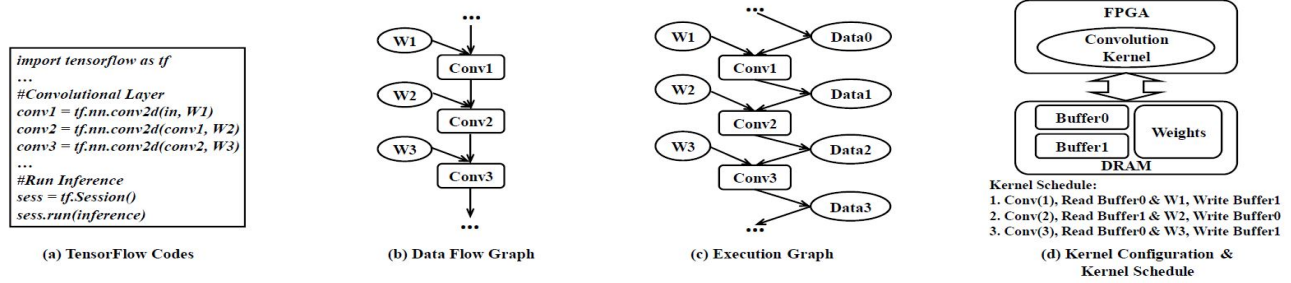 import tensorflow as tf
...
#Convolutional Layer
conv1 = tf.nn.conv2d(in, W1)
conv2 = tf.nn.conv2d(conv1, W2)
conv3 = tf.nn.conv2d(conv2, W3)
...
#Run Inference
sess = tf.Session()
sess.run(inference)
(a) TensorFlow Codes
...
W1
Conv1
W2
Conv2
W3
Conv3
...
(b) Data Flow Graph
...
W1
Data0
Conv1
W2
Data1
Conv2
W3
Data2
Conv3
Data3
...
(c) Execution Graph
FPGA
Convolution
Kernel
Buffer0
Buffer1
Weights
DRAM
Kernel Schedule:
1. Conv(1), Read Buffer0 & W1, Write Buffer1
2. Conv(2), Read Buffer1 & W2, Write Buffer0
3. Conv(3), Read Buffer0 & W3, Write Buffer1
(d) Kernel Configuration &
Kernel Schedule